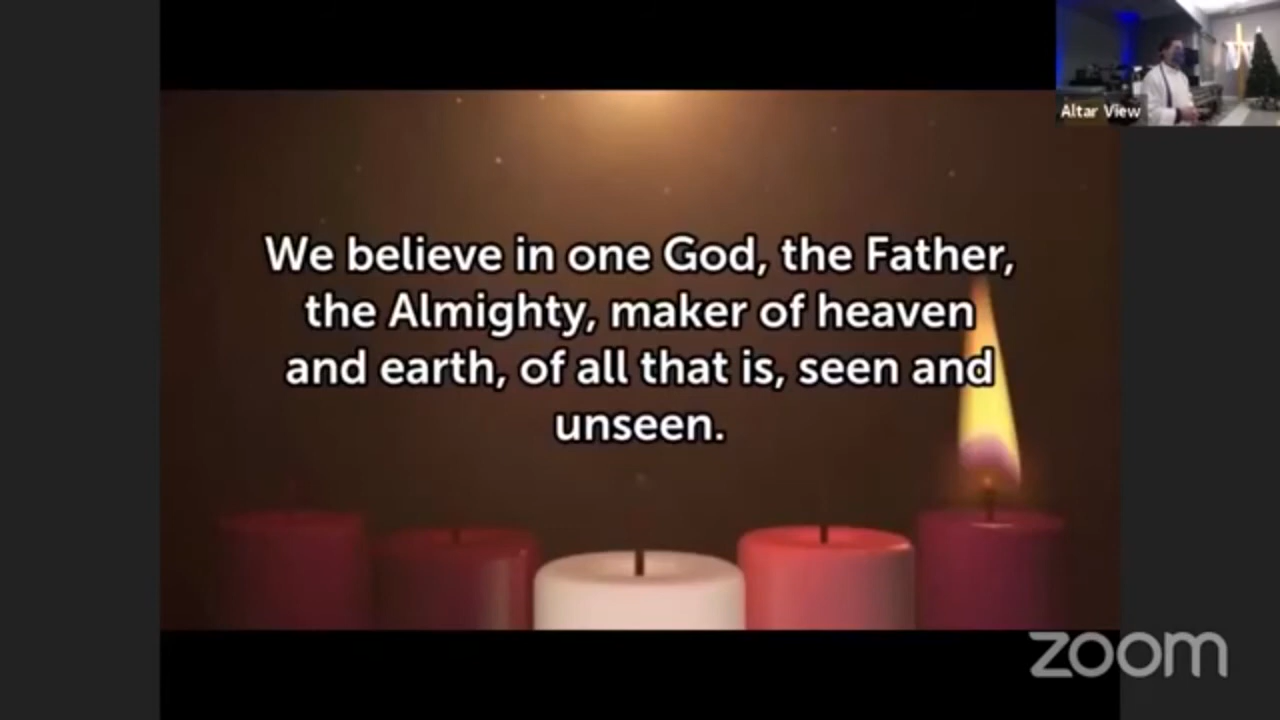 Altar View
We believe in one God, the Father,
the Almighty, maker of heaven
and earth, of all that is, seen and
unseen.
zoom